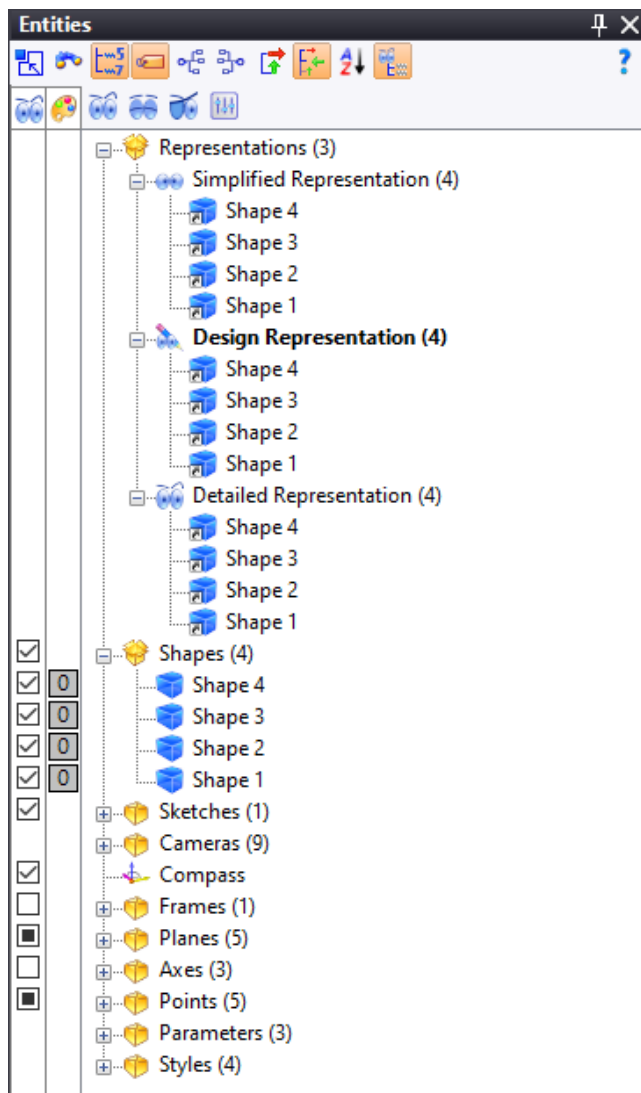 Entities
Representations (3)
Simplified Representation (4)
Shape 4
Shape 3
Shape 2
Shape 1
Design Representation (4)
Shape 4
Shape 3
Shape 2
Shape 1
Detailed Representation (4)
Shape 4
Shape 3
Shape 2
Shape 1
Shapes (4)
0 Shape 4
0 Shape 3
0 Shape 2
0 Shape 1
Sketches (1)
Cameras (9)
Compass
Frames (1)
Planes (5)
Axes (3)
Points (5)
Parameters (3)
Styles (4)